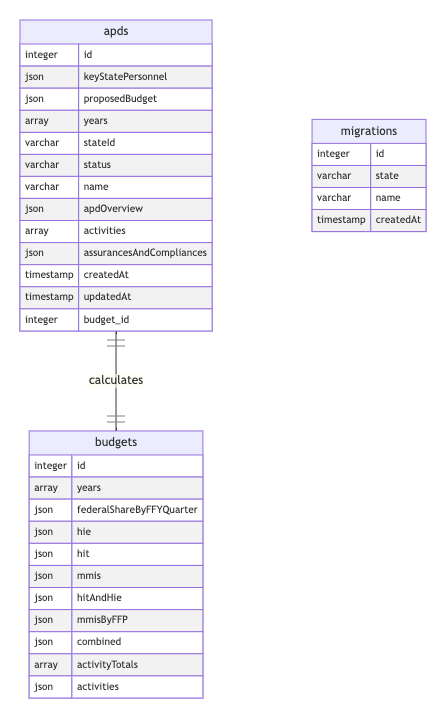 apds
integer id
json keyStatePersonnel
json proposedBudget
array years
varchar stateId
varchar status
varchar name
json apdOverview
array activities
json assurancesAndCompliances
timestamp createdAt
timestamp updatedAt
integer budget_id
migrations
integer id
varchar state
varchar name
timestamp createdAt
calculates
budgets
integer id
array years
json federalShareByFFYQuarter
json hie
json hit
json mmis
json hitAndHie
json mmisByFFP
json combined
array activityTotals
json activities